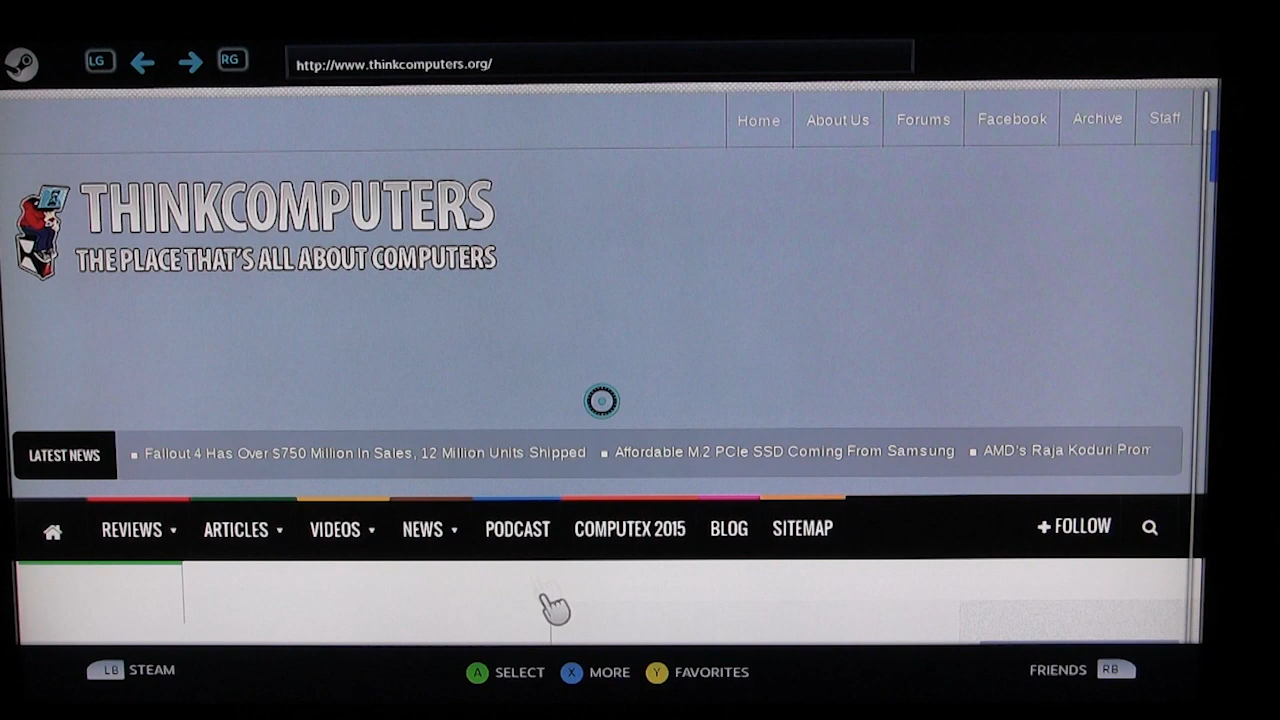 LG RG http://www.thinkcomputers.org/
Home About Us Forums Facebook Archive Staff
THINKCOMPUTERS
THE PLACE THAT'S ALL ABOUT COMPUTERS
LATEST NEWS Fallout 4 Has Over $750 Million In Sales, 12 Million Units Shipped Affordable M.2 PCIe SSD Coming From Samsung AMD's Raja Koduri Prom
REVIEWS ARTICLES VIDEOS NEWS PODCAST COMPUTEX 2015 BLOG SITEMAP + FOLLOW
LB STEAM A SELECT X MORE Y FAVORITES FRIENDS RB